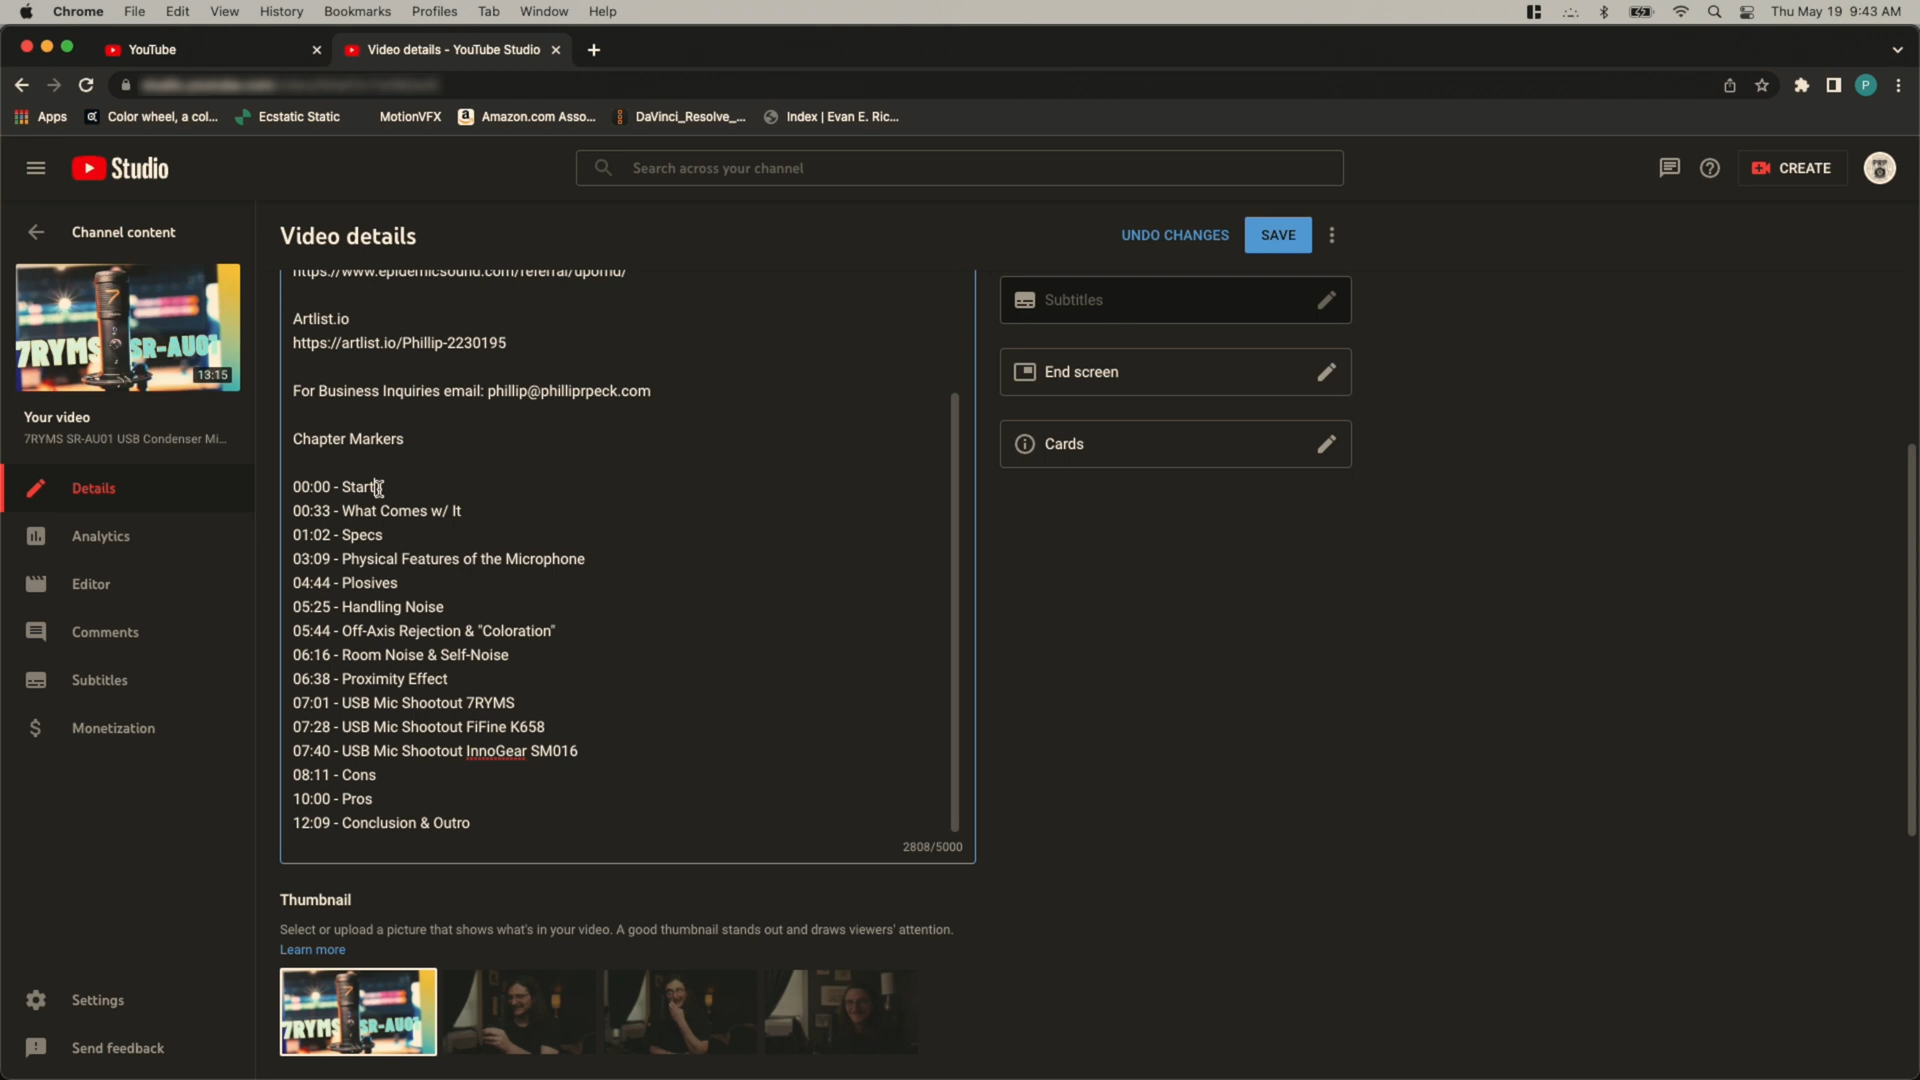 Chrome File Edit View History Bookmarks Profiles Tab Window Help Thu May 19 9:43 AM
YouTube
Video details - YouTube Studio
P
Apps
Color wheel, a col...
Ecstatic Static
MotionVFX
Amazon.com Asso...
DaVinci_Resolve_...
Index | Evan E. Ric...
Studio
Search across your channel
CREATE
PRP
Channel content
Video details
UNDO CHANGES
SAVE
7RYMS SR-AU01
13:15
Your video
7RYMS SR-AU01 USB Condenser Mi...
Details
Analytics
Editor
Comments
Subtitles
Monetization
Settings
Send feedback
Artlist.io
https://artlist.io/Phillip-2230195
For Business Inquiries email: phillip@philliprpeck.com
Chapter Markers
00:00 - Start
00:33 - What Comes w/ It
01:02 - Specs
03:09 - Physical Features of the Microphone
04:44 - Plosives
05:25 - Handling Noise
05:44 - Off-Axis Rejection & "Coloration"
06:16 - Room Noise & Self-Noise
06:38 - Proximity Effect
07:01 - USB Mic Shootout 7RYMS
07:28 - USB Mic Shootout FiFine K658
07:40 - USB Mic Shootout InnoGear SM016
08:11 - Cons
10:00 - Pros
12:09 - Conclusion & Outro
2808/5000
Subtitles
End screen
Cards
Thumbnail
Select or upload a picture that shows what's in your video. A good thumbnail stands out and draws viewers' attention.
Learn more
7RYMS SR-AU01